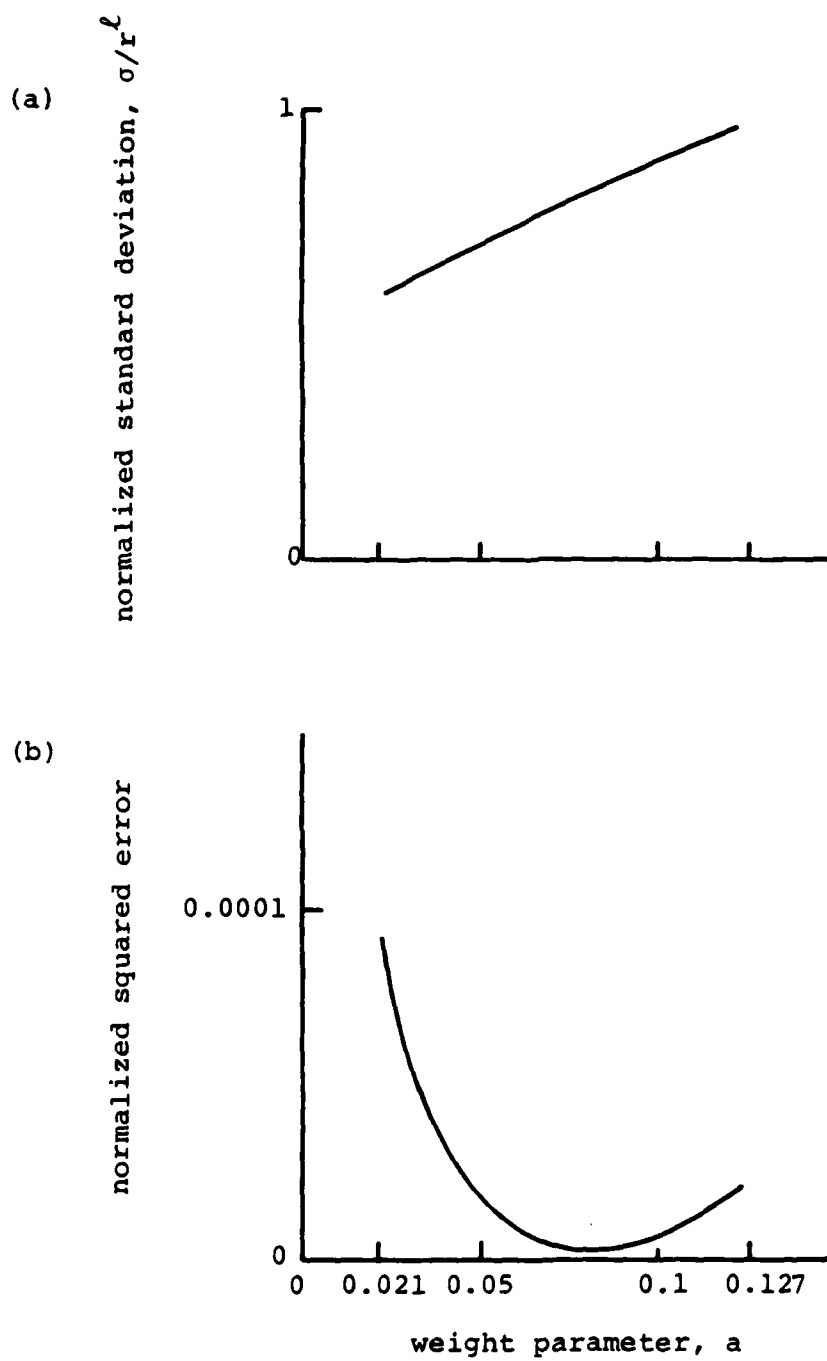 (a)
normalized standard deviation, σ/r^ℓ
1
0
(b)
normalized squared error
0.0001
0
0 0.021 0.05 0.1 0.127
weight parameter, a